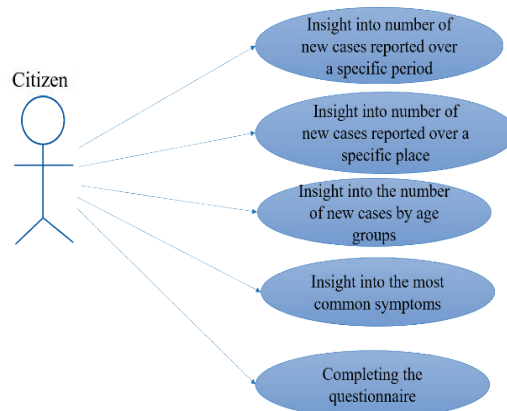 Citizen
Insight into number of
new cases reported over
a specific period
Insight into number of
new cases reported over a
specific place
Insight into the number
of new cases by age
groups
Insight into the most
common symptoms
Completing the
questionnaire